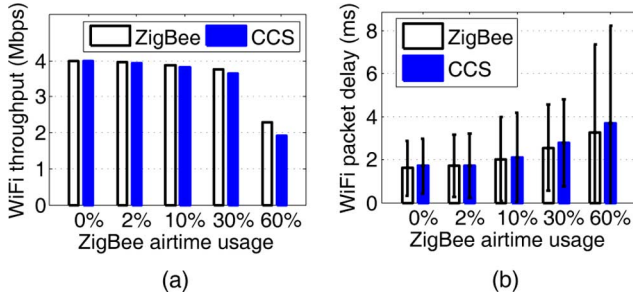 WiFi throughput (Mbps)
5
4
3
2
1
0
ZigBee
CCS
0% 2% 10% 30% 60%
ZigBee airtime usage
(a)
WiFi packet delay (ms)
8
6
4
2
0
ZigBee
CCS
0% 2% 10% 30% 60%
ZigBee airtime usage
(b)